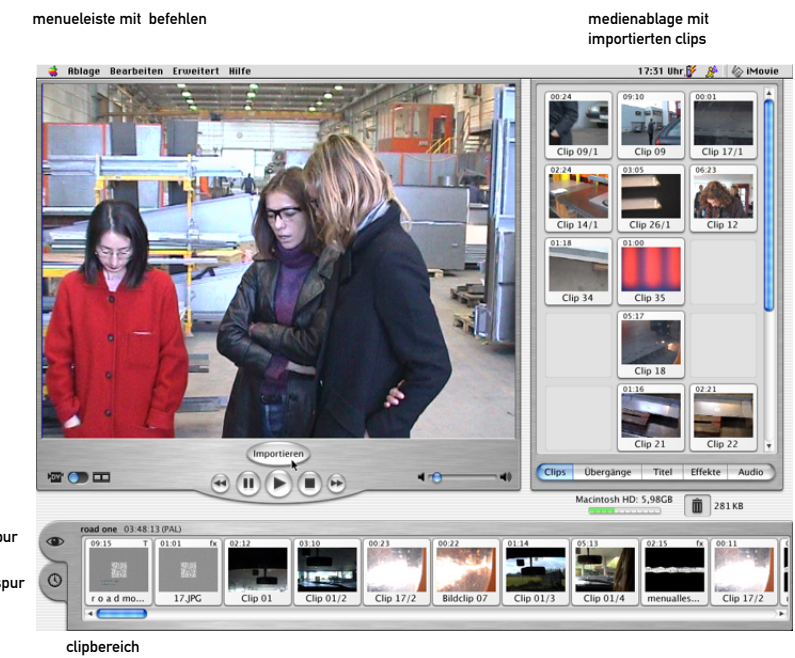 menueleiste mit befehlen
medienablage mit
importierten clips
Ablage Bearbeiten Erweitert Hilfe
17:31 Uhr iMovie
00:24 09:10 00:01
Clip 09/1 Clip 09 Clip 17/1
02:24 03:05 06:23
Clip 14/1 Clip 26/1 Clip 12
01:18 01:00
Clip 34 Clip 35
05:17
Clip 18
01:16 02:21
Clip 21 Clip 22
Importieren
DV
Clips Übergänge Titel Effekte Audio
Macintosh HD: 5,98GB
281 KB
road one 03:48:13 (PAL)
our
spur
09:15 T 01:01 fx 02:12 03:10 00:23 00:22 01:14 05:13 02:15 fx 00:11
r o a d mo... 17.JPG Clip 01 Clip 01/2 Clip 17/2 Bildclip 07 Clip 01/3 Clip 01/4 menualles... Clip 17/2
clipbereich